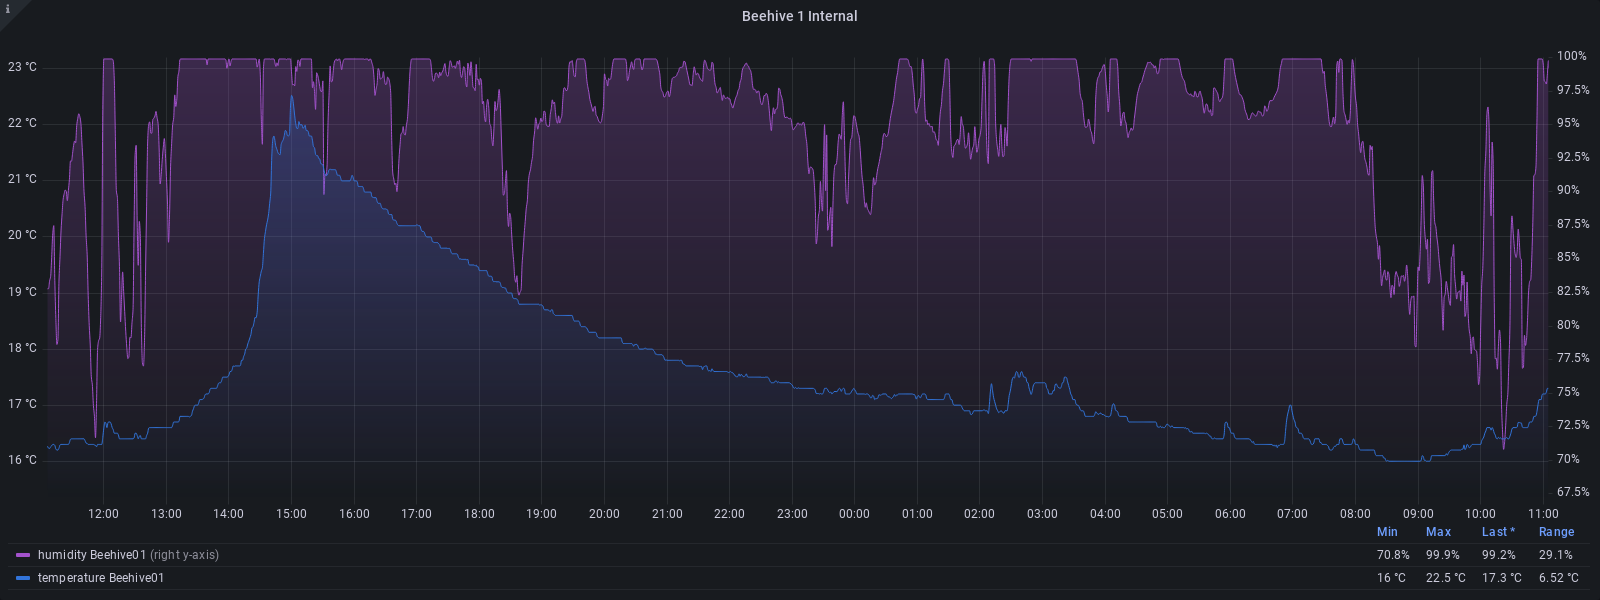 i
Beehive 1 Internal
23 °C
22 °C
21 °C
20 °C
19 °C
18 °C
17 °C
16 °C
100%
97.5%
95%
92.5%
90%
87.5%
85%
82.5%
80%
77.5%
75%
72.5%
70%
67.5%
12:00 13:00 14:00 15:00 16:00 17:00 18:00 19:00 20:00 21:00 22:00 23:00 00:00 01:00 02:00 03:00 04:00 05:00 06:00 07:00 08:00 09:00 10:00 11:00
Min Max Last * Range
humidity Beehive01 (right y-axis) 70.8% 99.9% 99.2% 29.1%
temperature Beehive01 16 °C 22.5 °C 17.3 °C 6.52 °C